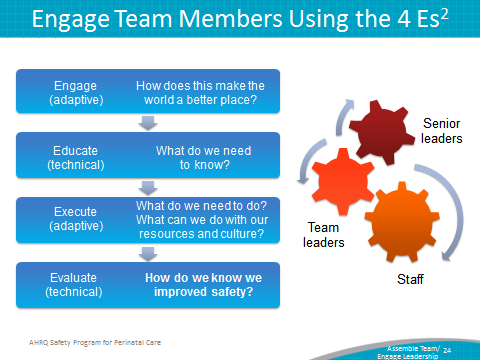 Engage Team Members Using the 4 Es2
Engage
(adaptive)
How does this make the
world a better place?
Educate
(technical)
What do we need
to know?
Execute
(adaptive)
What do we need to do?
What can we do with our
resources and culture?
Evaluate
(technical)
How do we know we
improved safety?
Senior
leaders
Team
leaders
Staff
AHRQ Safety Program for Perinatal Care
Assemble Team/
Engage Leadership
24